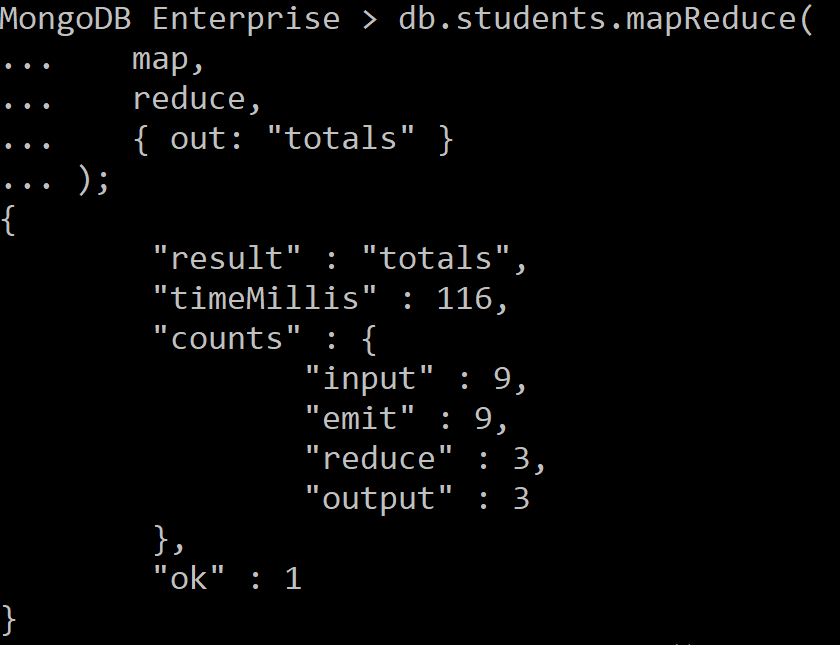 MongoDB Enterprise > db.students.mapReduce(
...    map,
...    reduce,
...    { out: "totals" }
... );
{
        "result" : "totals",
        "timeMillis" : 116,
        "counts" : {
                "input" : 9,
                "emit" : 9,
                "reduce" : 3,
                "output" : 3
        },
        "ok" : 1
}